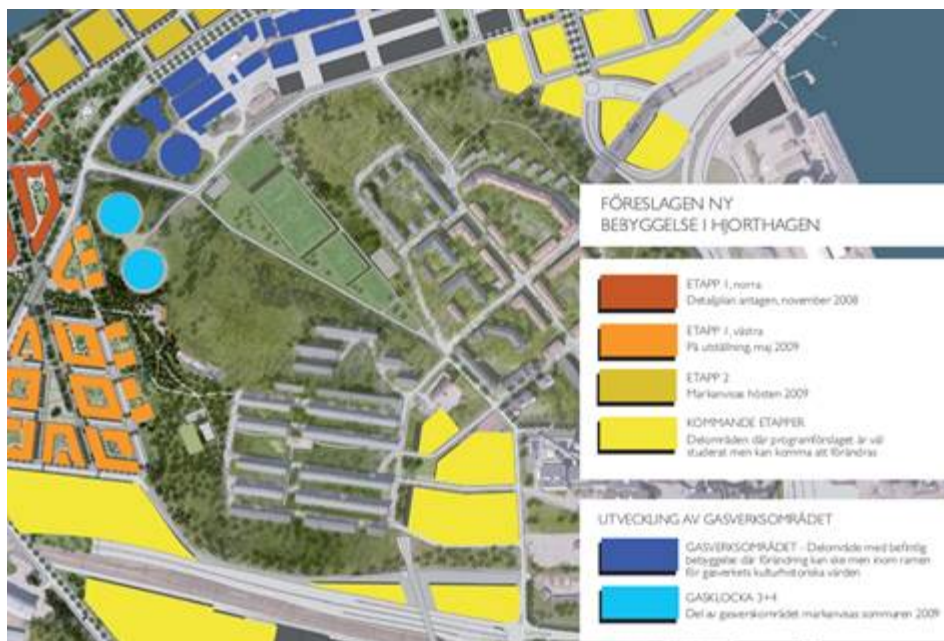 FÖRESLAGEN NY
BEBYGGELSE I HJORTHAGEN
ETAPP 1, norra
Detaljplan antagen, november 2008
ETAPP 1, västra
På utställning, maj 2009
ETAPP 2
Markanvisas hösten 2009
KOMMANDE ETAPPER
Delområden där programförslaget är väl
studerat men kan komma att förändras
UTVECKLING AV GASVERKSOMRÅDET
GASVERKSOMRÅDET - Delområde med befintlig
bebyggelse där förändring kan ske men inom ramen
för gasverkets kulturhistoriska värden
GASKLOCKA 3+4
Del av gasverksområdet markanvisas sommaren 2009